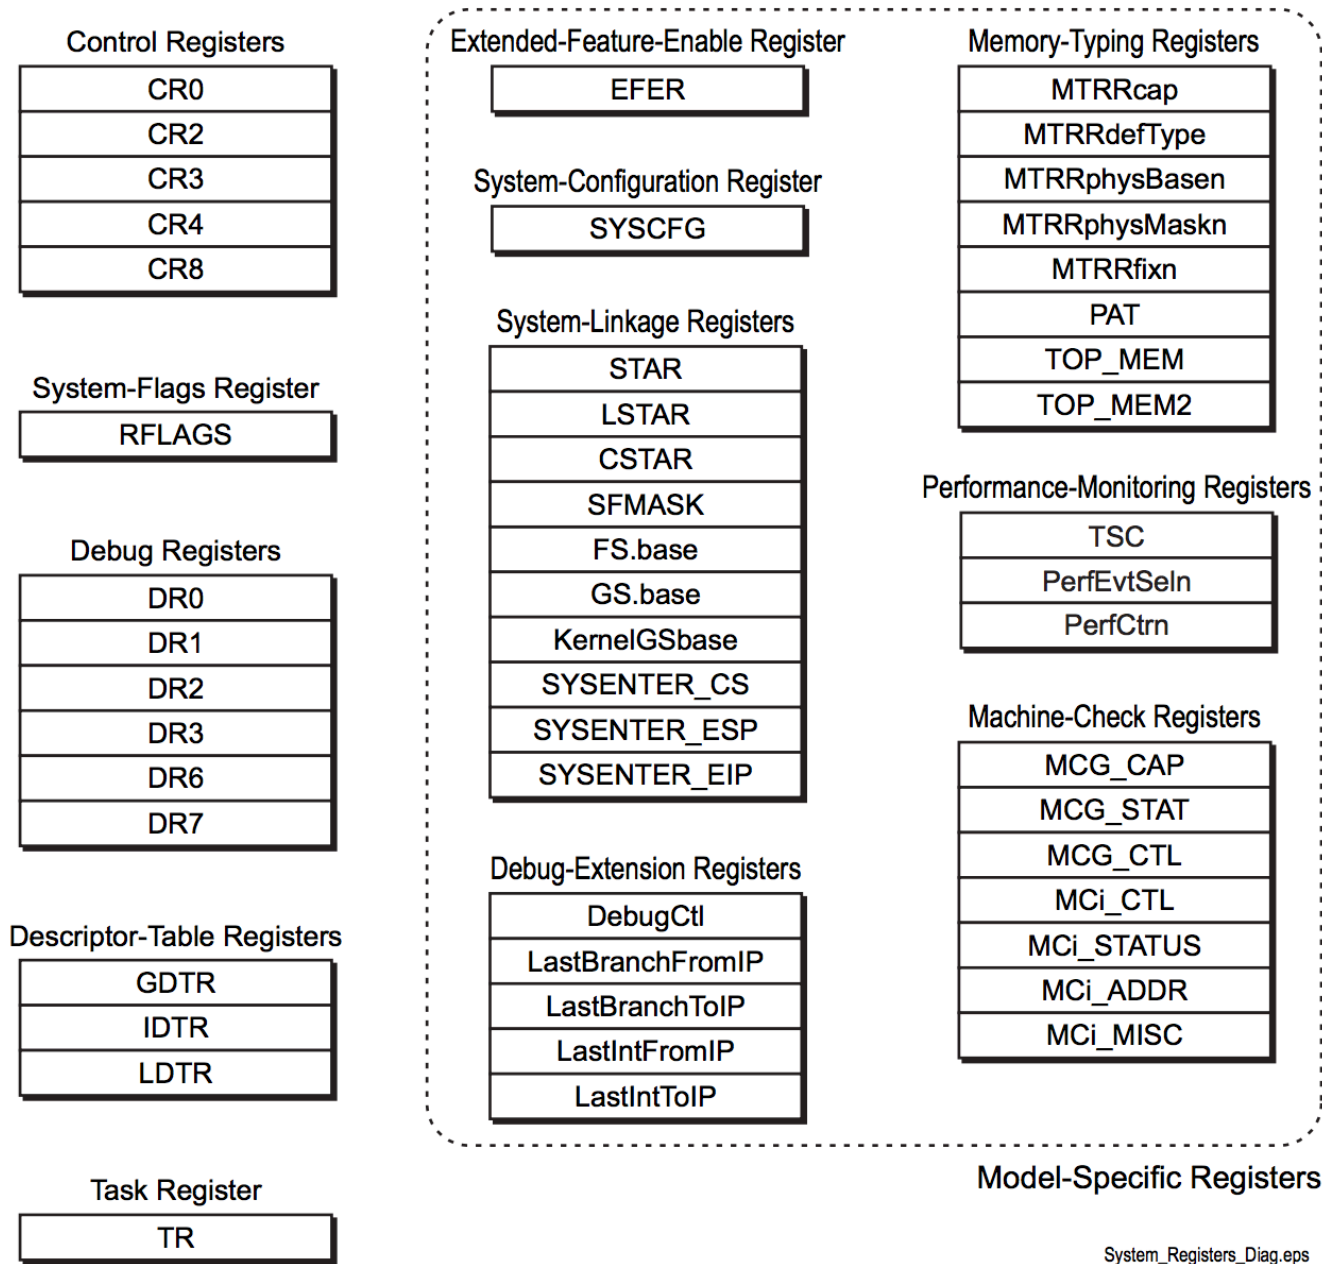 Control Registers
CR0
CR2
CR3
CR4
CR8
System-Flags Register
RFLAGS
Debug Registers
DR0
DR1
DR2
DR3
DR6
DR7
Descriptor-Table Registers
GDTR
IDTR
LDTR
Task Register
TR
Extended-Feature-Enable Register
EFER
System-Configuration Register
SYSCFG
System-Linkage Registers
STAR
LSTAR
CSTAR
SFMASK
FS.base
GS.base
KernelGSbase
SYSENTER_CS
SYSENTER_ESP
SYSENTER_EIP
Debug-Extension Registers
DebugCtl
LastBranchFromIP
LastBranchToIP
LastIntFromIP
LastIntToIP
Memory-Typing Registers
MTRRcap
MTRRdefType
MTRRphysBasen
MTRRphysMaskn
MTRRfixn
PAT
TOP_MEM
TOP_MEM2
Performance-Monitoring Registers
TSC
PerfEvtSeln
PerfCtrn
Machine-Check Registers
MCG_CAP
MCG_STAT
MCG_CTL
MCi_CTL
MCi_STATUS
MCi_ADDR
MCi_MISC
Model-Specific Registers
System_Registers_Diag.eps